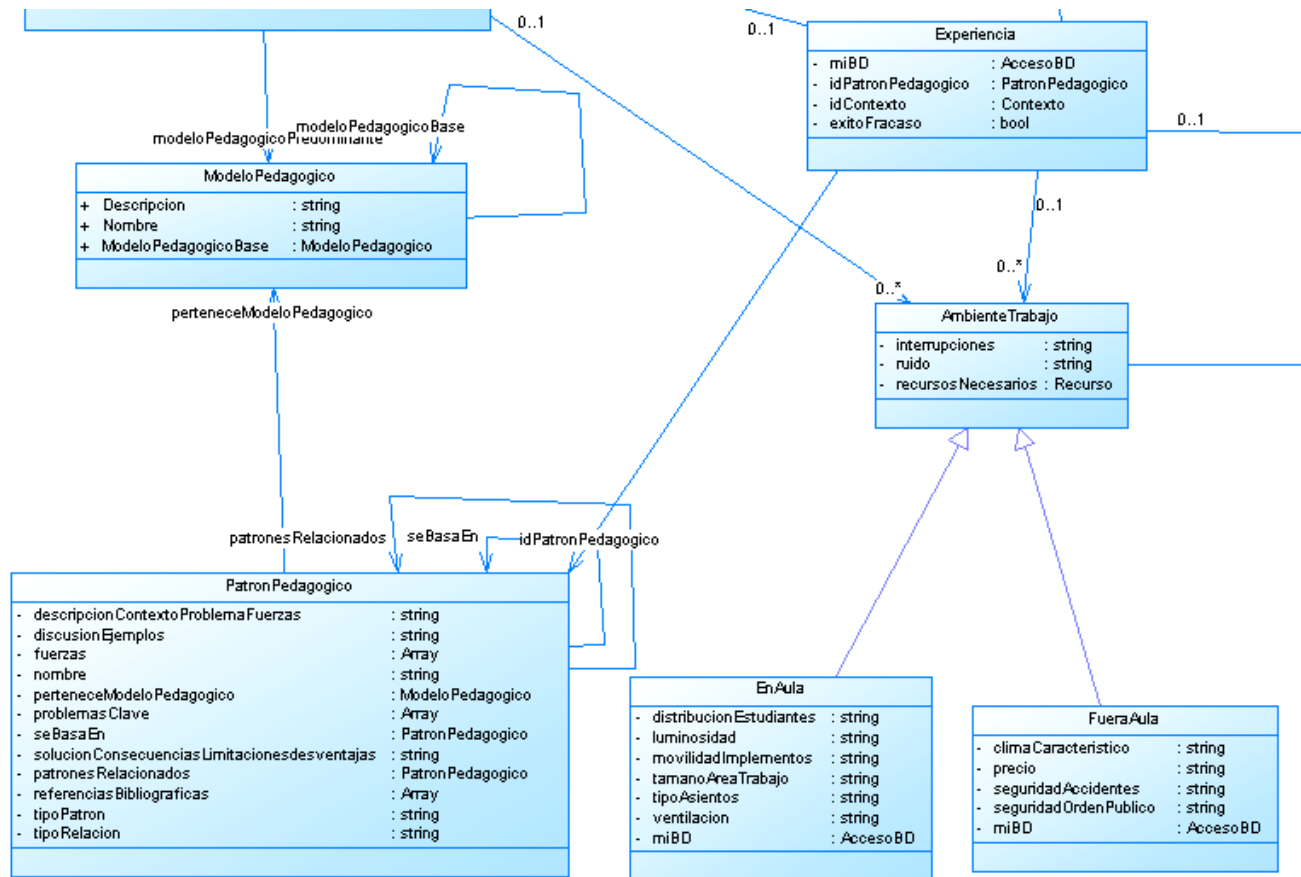 0..1
0..1
Experiencia
- miBD : AccesoBD
- idPatronPedagogico : PatronPedagogico
- idContexto : Contexto
- exitoFracaso : bool
0..1
0..1
0..*
0..*
modeloPedagogicoBase
modeloPedagogicoPredominante
ModeloPedagogico
+ Descripcion : string
+ Nombre : string
+ ModeloPedagogicoBase : ModeloPedagogico
perteneceModeloPedagogico
AmbienteTrabajo
- interrupciones : string
- ruido : string
- recursosNecesarios : Recurso
patronesRelacionados
seBasaEn
idPatronPedagogico
PatronPedagogico
- descripcionContextoProblemaFuerzas : string
- discusionEjemplos : string
- fuerzas : Array
- nombre : string
- perteneceModeloPedagogico : ModeloPedagogico
- problemasClave : Array
- seBasaEn : PatronPedagogico
- solucionConsecuenciasLimitacionesdesventajas : string
- patronesRelacionados : PatronPedagogico
- referenciasBibliograficas : Array
- tipoPatron : string
- tipoRelacion : string
EnAula
- distribucionEstudiantes : string
- luminosidad : string
- movilidadImplementos : string
- tamanoAreaTrabajo : string
- tipoAsientos : string
- ventilacion : string
- miBD : AccesoBD
FueraAula
- climaCaracteristico : string
- precio : string
- seguridadAccidentes : string
- seguridadOrdenPublico : string
- miBD : AccesoBD